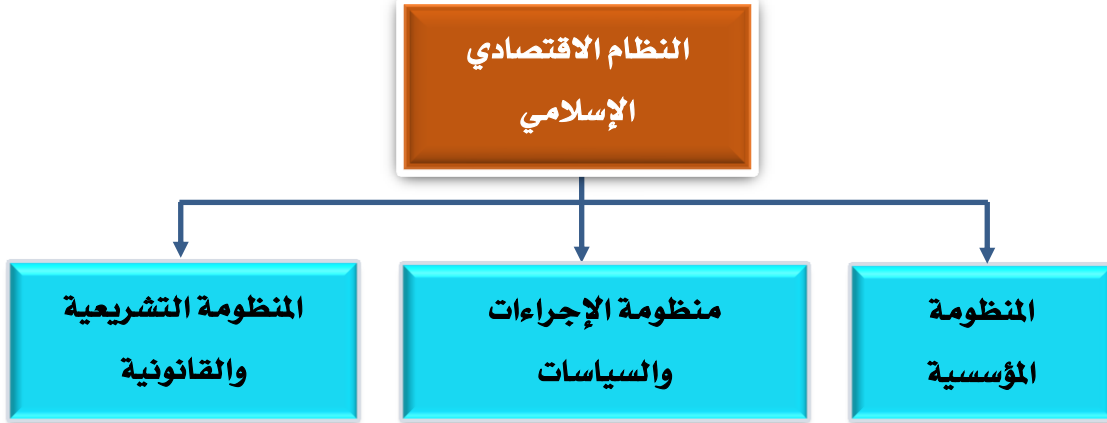 النظام الاقتصادي
الإسلامي
المنظومة
المؤسسية
منظومة الإجراءات
والسياسات
المنظومة التشريعية
والقانونية